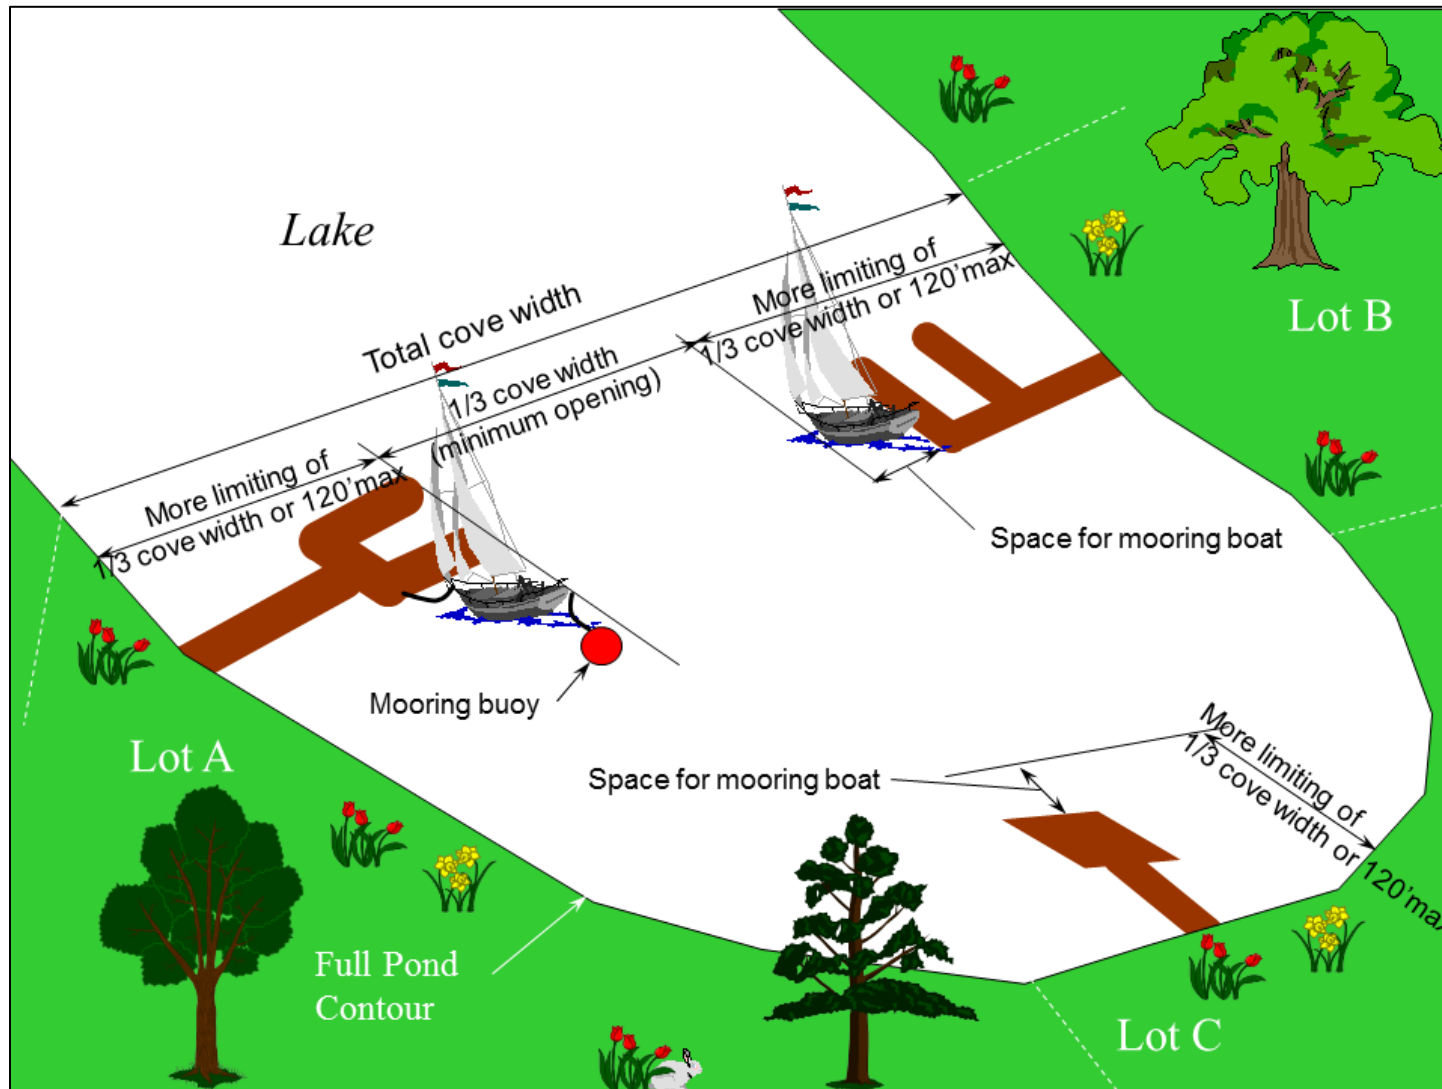 Lake
Total cove width
More limiting of
1/3 cove width or 120'max
Lot B
1/3 cove width
(minimum opening)
More limiting of
1/3 cove width or 120'max
Space for mooring boat
Mooring buoy
Lot A
More limiting of
1/3 cove width or 120'max
Space for mooring boat
Full Pond
Contour
Lot C